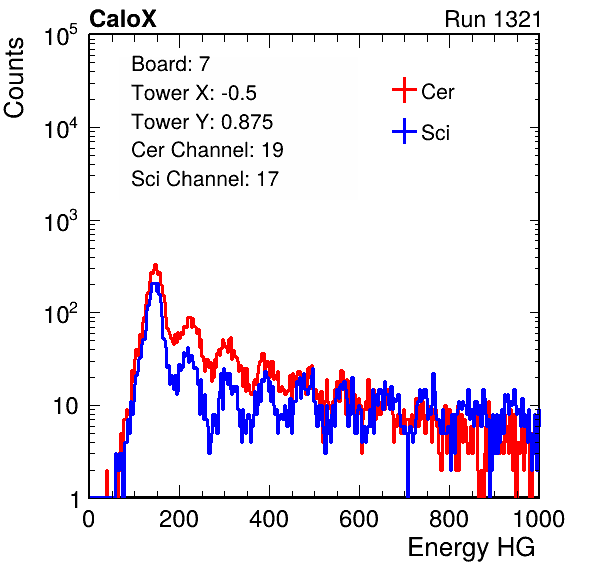 CaloX Run 1321
Counts
10^5
10^4
10^3
10^2
10
1
Board: 7
Tower X: -0.5
Tower Y: 0.875
Cer Channel: 19
Sci Channel: 17
Cer
Sci
0 200 400 600 800 1000
Energy HG